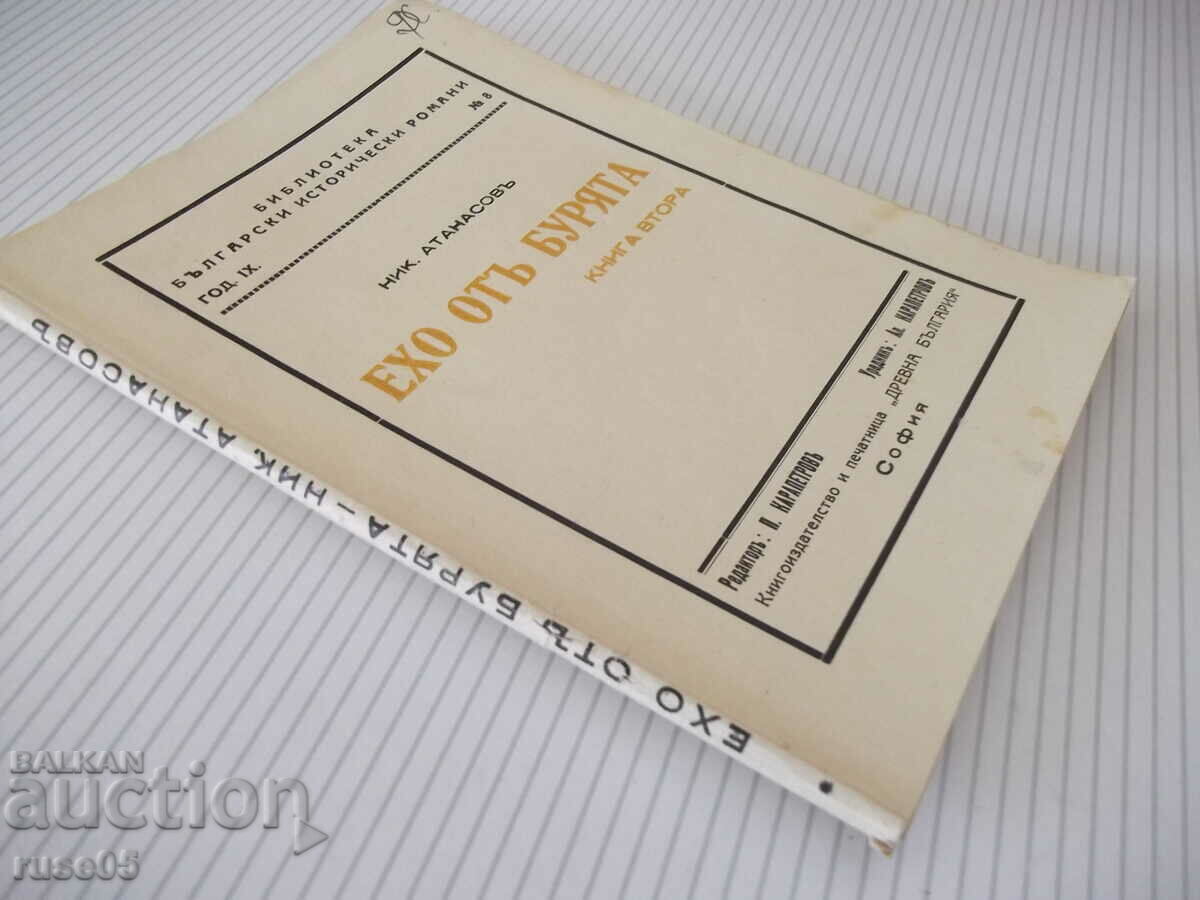 БИБЛИОТЕКА
БЪЛГАРСКИ ИСТОРИЧЕСКИ РОМАНИ
ГОД. IX. № 8
НИК. АТАНАСОВЪ
ЕХО ОТЪ БУРЯТА
КНИГА ВТОРА
Редакторъ: П. КАРАПЕТРОВЪ Уредникъ: Ал. КАРАПЕТРОВЪ
Книгоиздателство и печатница „ДРЕВНА БЪЛГАРИЯ“
София
ЕХО ОТЪ БУРЯТА | НИК. АТАНАСОВЪ
BALKAN
auction
ruse05